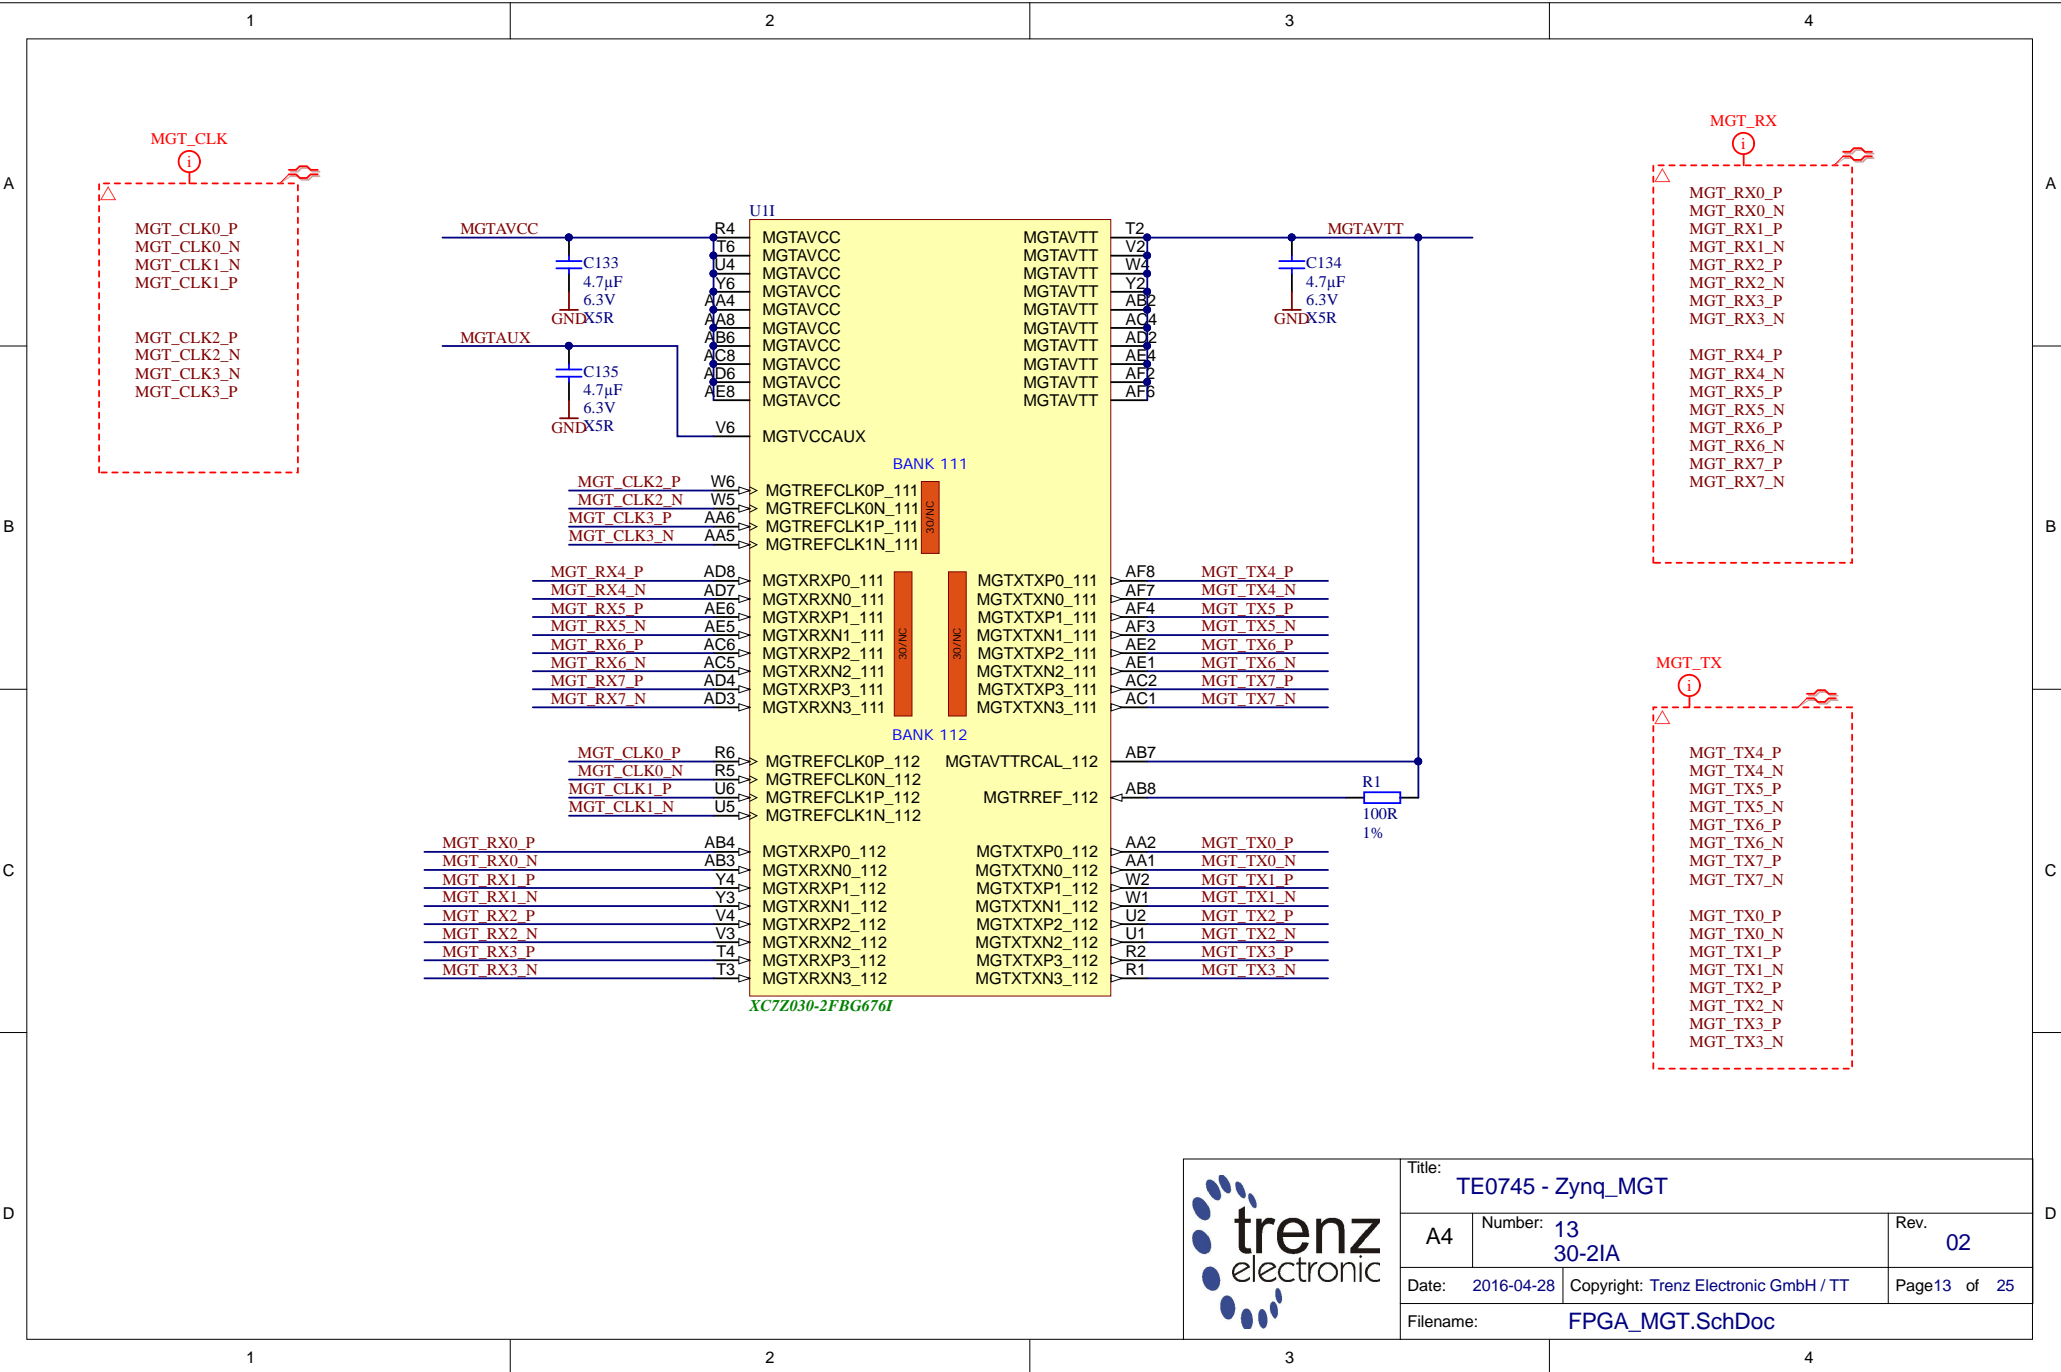 1 2 3 4
A A
B B
C C
D D
MGT_CLK
i
MGT_CLK0_P
MGT_CLK0_N
MGT_CLK1_N
MGT_CLK1_P
MGT_CLK2_P
MGT_CLK2_N
MGT_CLK3_N
MGT_CLK3_P
MGTAVCC
C133
4.7µF
6.3V
GND X5R
MGTAUX
C135
4.7µF
6.3V
GND X5R
U1I
R4 MGTAVCC MGTAVTT T2 MGTAVTT
T6 MGTAVCC MGTAVTT V2
U4 MGTAVCC MGTAVTT W4
Y6 MGTAVCC MGTAVTT Y2
AA4 MGTAVCC MGTAVTT AB2
AA8 MGTAVCC MGTAVTT AC4
AB6 MGTAVCC MGTAVTT AD2
AC8 MGTAVCC MGTAVTT AE4
AD6 MGTAVCC MGTAVTT AF2
AE8 MGTAVCC MGTAVTT AF6
C134
4.7µF
6.3V
GND X5R
V6 MGTVCCAUX
BANK 111
MGT_CLK2_P W6 MGTREFCLK0P_111
MGT_CLK2_N W5 MGTREFCLK0N_111
MGT_CLK3_P AA6 MGTREFCLK1P_111
MGT_CLK3_N AA5 MGTREFCLK1N_111
30/NC
MGT_RX4_P AD8 MGTXRXP0_111 MGTXTXP0_111 AF8 MGT_TX4_P
MGT_RX4_N AD7 MGTXRXN0_111 MGTXTXN0_111 AF7 MGT_TX4_N
MGT_RX5_P AE6 MGTXRXP1_111 MGTXTXP1_111 AF4 MGT_TX5_P
MGT_RX5_N AE5 MGTXRXN1_111 MGTXTXN1_111 AF3 MGT_TX5_N
MGT_RX6_P AC6 MGTXRXP2_111 MGTXTXP2_111 AE2 MGT_TX6_P
MGT_RX6_N AC5 MGTXRXN2_111 MGTXTXN2_111 AE1 MGT_TX6_N
MGT_RX7_P AD4 MGTXRXP3_111 MGTXTXP3_111 AC2 MGT_TX7_P
MGT_RX7_N AD3 MGTXRXN3_111 MGTXTXN3_111 AC1 MGT_TX7_N
30/NC 30/NC
BANK 112
MGT_CLK0_P R6 MGTREFCLK0P_112 MGTAVTTRCAL_112 AB7
MGT_CLK0_N R5 MGTREFCLK0N_112
MGT_CLK1_P U6 MGTREFCLK1P_112 MGTRREF_112 AB8
MGT_CLK1_N U5 MGTREFCLK1N_112
R1
100R
1%
MGT_RX0_P AB4 MGTXRXP0_112 MGTXTXP0_112 AA2 MGT_TX0_P
MGT_RX0_N AB3 MGTXRXN0_112 MGTXTXN0_112 AA1 MGT_TX0_N
MGT_RX1_P Y4 MGTXRXP1_112 MGTXTXP1_112 W2 MGT_TX1_P
MGT_RX1_N Y3 MGTXRXN1_112 MGTXTXN1_112 W1 MGT_TX1_N
MGT_RX2_P V4 MGTXRXP2_112 MGTXTXP2_112 U2 MGT_TX2_P
MGT_RX2_N V3 MGTXRXN2_112 MGTXTXN2_112 U1 MGT_TX2_N
MGT_RX3_P T4 MGTXRXP3_112 MGTXTXP3_112 R2 MGT_TX3_P
MGT_RX3_N T3 MGTXRXN3_112 MGTXTXN3_112 R1 MGT_TX3_N
XC7Z030-2FBG676I
MGT_RX
i
MGT_RX0_P
MGT_RX0_N
MGT_RX1_P
MGT_RX1_N
MGT_RX2_P
MGT_RX2_N
MGT_RX3_P
MGT_RX3_N
MGT_RX4_P
MGT_RX4_N
MGT_RX5_P
MGT_RX5_N
MGT_RX6_P
MGT_RX6_N
MGT_RX7_P
MGT_RX7_N
MGT_TX
i
MGT_TX4_P
MGT_TX4_N
MGT_TX5_P
MGT_TX5_N
MGT_TX6_P
MGT_TX6_N
MGT_TX7_P
MGT_TX7_N
MGT_TX0_P
MGT_TX0_N
MGT_TX1_P
MGT_TX1_N
MGT_TX2_P
MGT_TX2_N
MGT_TX3_P
MGT_TX3_N
trenz
electronic
Title:
TE0745 - Zynq_MGT
A4 Number: 13
30-2IA
Rev.
02
Date: 2016-04-28 Copyright: Trenz Electronic GmbH / TT Page13 of 25
Filename: FPGA_MGT.SchDoc
1 2 3 4